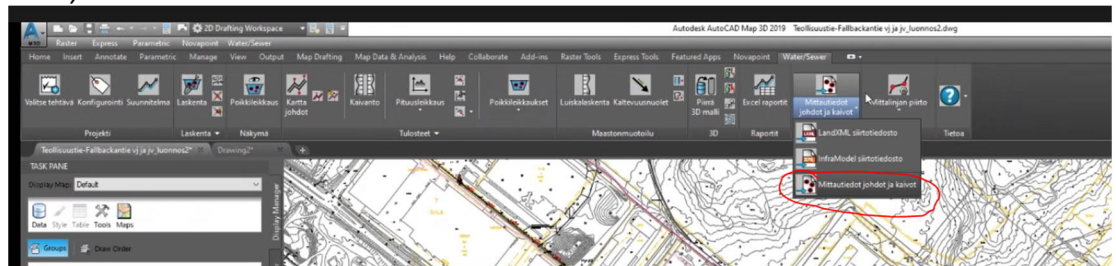 2D Drafting Workspace
Autodesk AutoCAD Map 3D 2019 Teollisuustie-Fallbackantie vj ja jv_luonnos2.dwg
Raster Express Parametric Novapoint Water/Sewer
Home Insert Annotate Parametric Manage View Output Map Drafting Map Data & Analysis Help Collaborate Add-ins Raster Tools Express Tools Featured Apps Novapoint Water/Sewer
Valitse tehtävä Konfigurointi Suunnitelma Laskenta Poikkileikkaus Kartta johdot Kaivanto Pituusleikkaus Poikkileikkaukset Luiskalaskenta Kaltevuusnuolet Piirrä 3D malli Excel raportit Mittautiedot johdot ja kaivot Mittalinjan piirto
Projekti Laskenta Näkymä Tulosteet Maastonmuotoilu 3D Raportit Tietoa
LandXML siirtotiedosto
InfraModel siirtotiedosto
Mittautiedot johdot ja kaivot
Teollisuustie-Fallbackantie vj ja jv_luonnos2* Drawing2*
TASK PANE
Display Map: Default
Data Style Table Tools Maps
Groups Draw Order
Display Manager